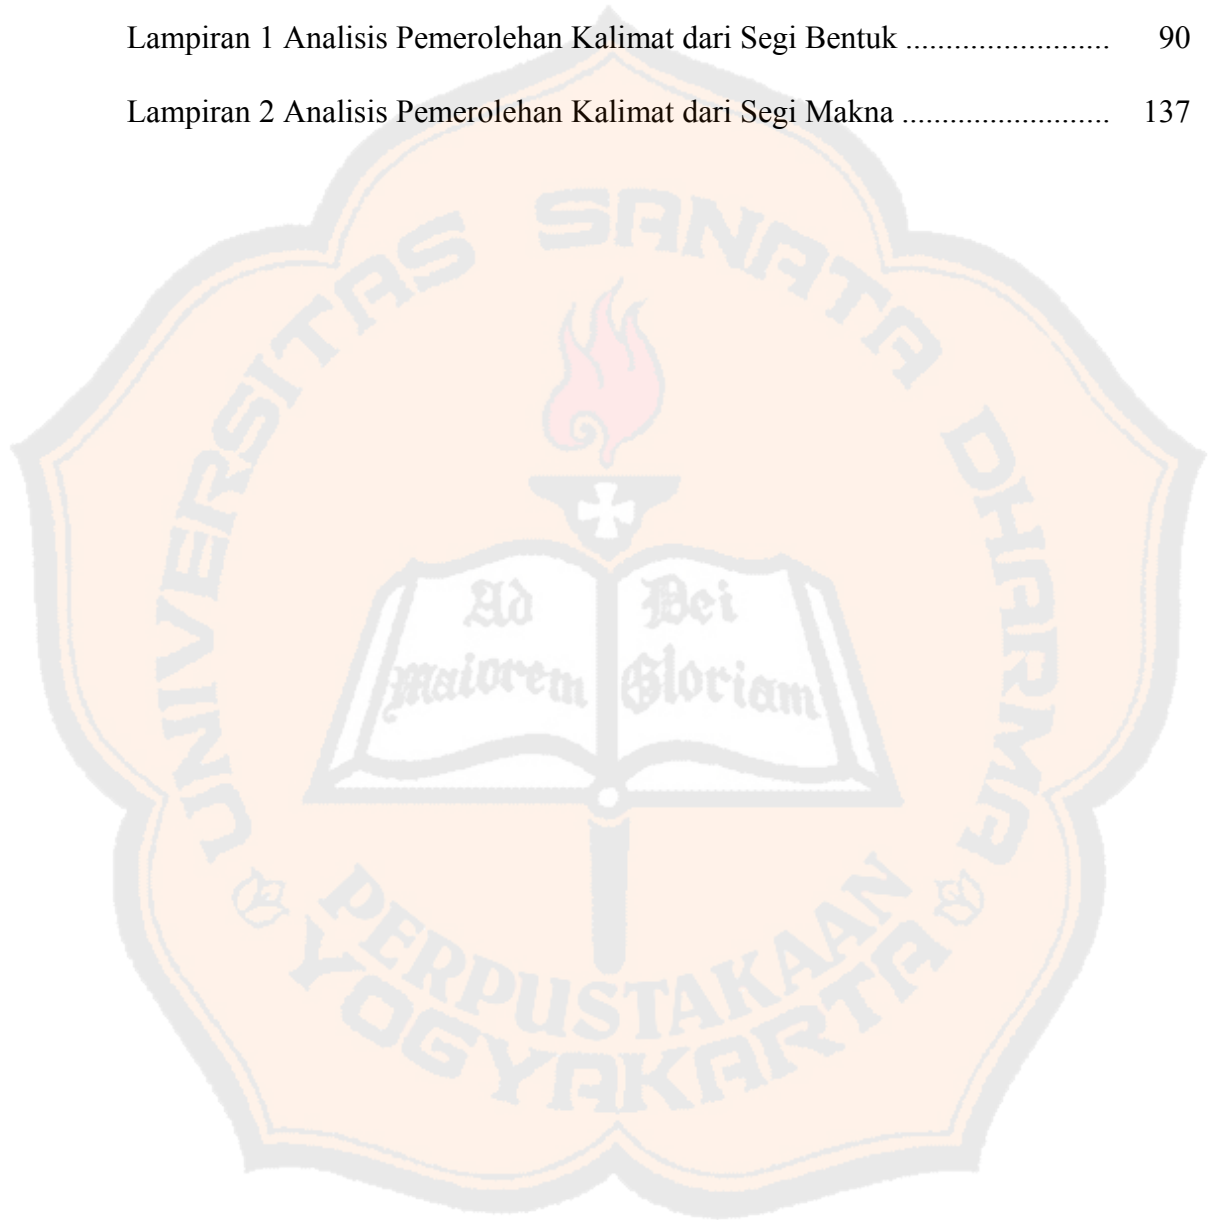 Lampiran 1 Analisis Pemerolehan Kalimat dari Segi Bentuk ......................... 90
Lampiran 2 Analisis Pemerolehan Kalimat dari Segi Makna .......................... 137
UNIVERSITAS SANATA DHARMA
Ad Dei
Maiorem Gloriam
PERPUSTAKAAN
YOGYAKARTA